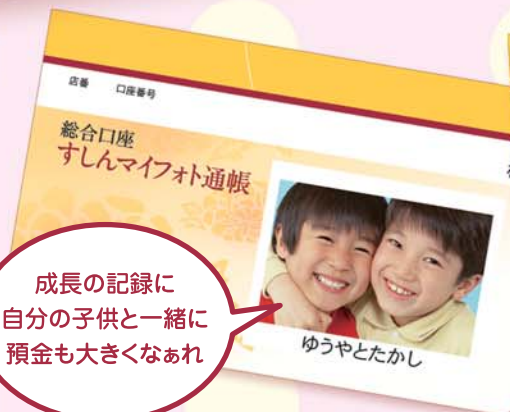 店番 口座番号
総合口座
すしんマイフォト通帳
成長の記録に
自分の子供と一緒に
預金も大きくなぁれ
ゆうやとたかし